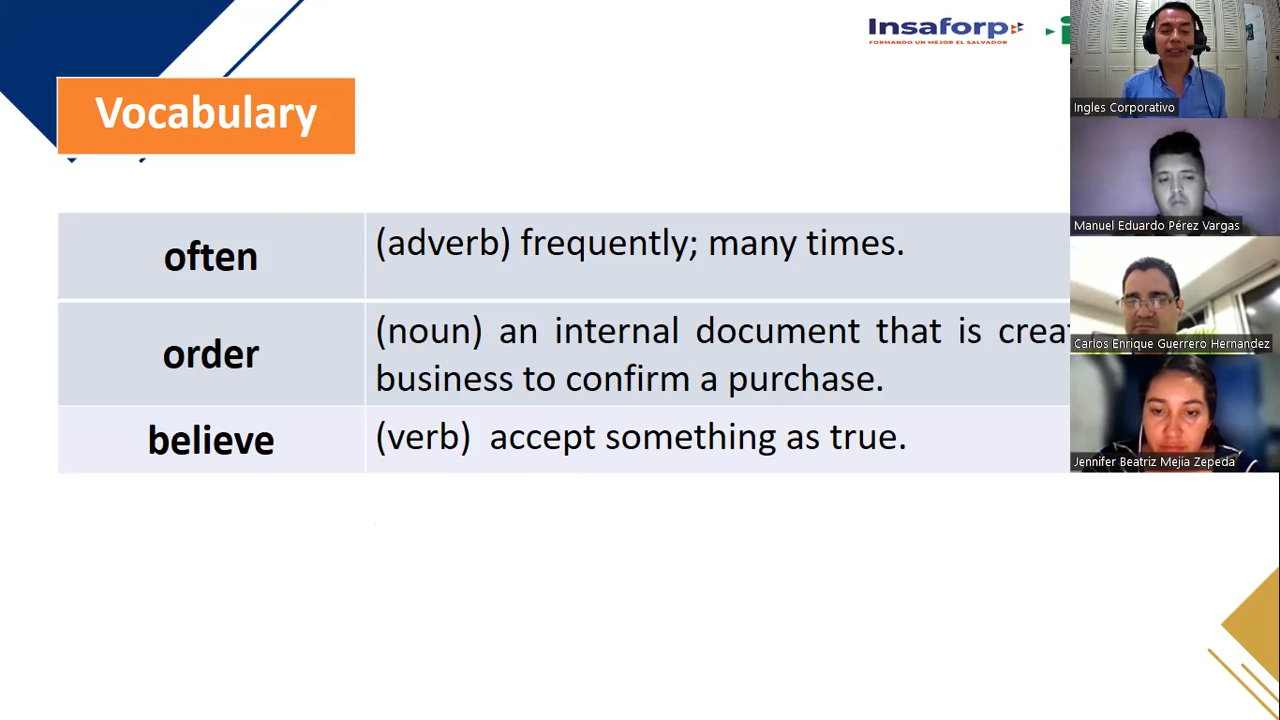 Insaforp
FORMANDO UN MEJOR EL SALVADOR
Vocabulary
often
(adverb) frequently; many times.
order
(noun) an internal document that is
business to confirm a purchase.
believe
(verb) accept something as true.
Ingles Corporativo
Manuel Eduardo Pérez Vargas
Carlos Enrique Guerrero Hernandez
Jennifer Beatriz Mejia Zepeda